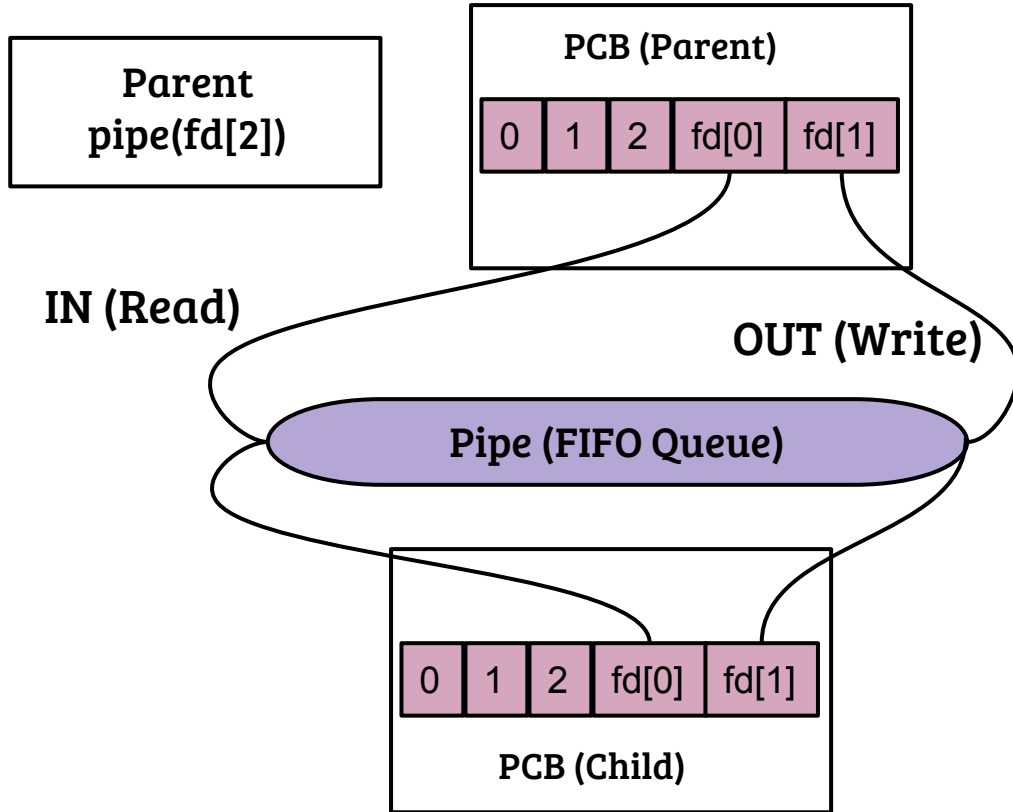 PCB (Parent)
Parent
pipe(fd[2])
0 1 2 fd[0] fd[1]
IN (Read)
OUT (Write)
Pipe (FIFO Queue)
0 1 2 fd[0] fd[1]
PCB (Child)